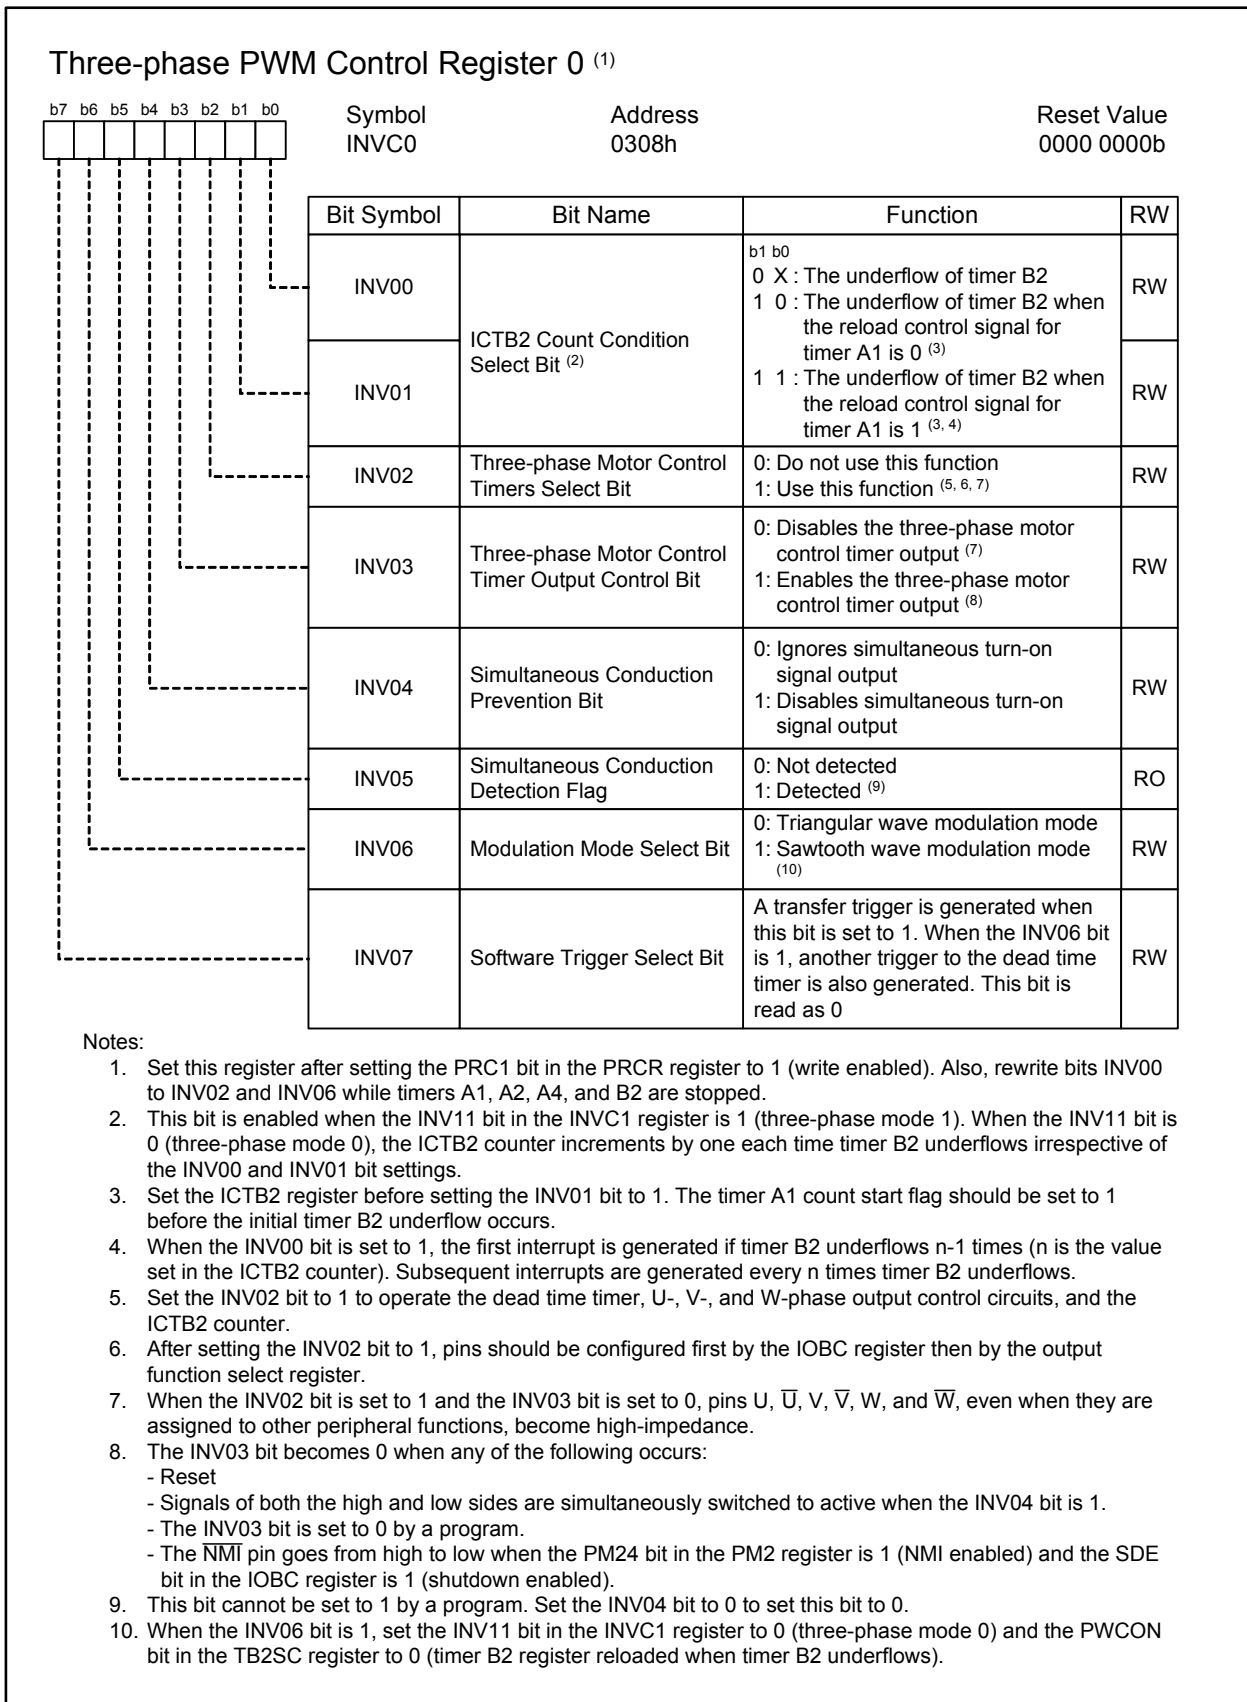 Three-phase PWM Control Register 0 (1)
b7 b6 b5 b4 b3 b2 b1 b0
Symbol Address Reset Value
INVC0 0308h 0000 0000b
Bit Symbol Bit Name Function RW
INV00
ICTB2 Count Condition
Select Bit (2)
b1 b0
0 X : The underflow of timer B2
1 0 : The underflow of timer B2 when
the reload control signal for
timer A1 is 0 (3)
RW
INV01
1 1 : The underflow of timer B2 when
the reload control signal for
timer A1 is 1 (3, 4)
RW
INV02
Three-phase Motor Control
Timers Select Bit
0: Do not use this function
1: Use this function (5, 6, 7)
RW
INV03
Three-phase Motor Control
Timer Output Control Bit
0: Disables the three-phase motor
control timer output (7)
1: Enables the three-phase motor
control timer output (8)
RW
INV04
Simultaneous Conduction
Prevention Bit
0: Ignores simultaneous turn-on
signal output
1: Disables simultaneous turn-on
signal output
RW
INV05
Simultaneous Conduction
Detection Flag
0: Not detected
1: Detected (9)
RO
INV06
Modulation Mode Select Bit
0: Triangular wave modulation mode
1: Sawtooth wave modulation mode
(10)
RW
INV07
Software Trigger Select Bit
A transfer trigger is generated when
this bit is set to 1. When the INV06 bit
is 1, another trigger to the dead time
timer is also generated. This bit is
read as 0
RW
Notes:
1. Set this register after setting the PRC1 bit in the PRCR register to 1 (write enabled). Also, rewrite bits INV00
to INV02 and INV06 while timers A1, A2, A4, and B2 are stopped.
2. This bit is enabled when the INV11 bit in the INVC1 register is 1 (three-phase mode 1). When the INV11 bit is
0 (three-phase mode 0), the ICTB2 counter increments by one each time timer B2 underflows irrespective of
the INV00 and INV01 bit settings.
3. Set the ICTB2 register before setting the INV01 bit to 1. The timer A1 count start flag should be set to 1
before the initial timer B2 underflow occurs.
4. When the INV00 bit is set to 1, the first interrupt is generated if timer B2 underflows n-1 times (n is the value
set in the ICTB2 counter). Subsequent interrupts are generated every n times timer B2 underflows.
5. Set the INV02 bit to 1 to operate the dead time timer, U-, V-, and W-phase output control circuits, and the
ICTB2 counter.
6. After setting the INV02 bit to 1, pins should be configured first by the IOBC register then by the output
function select register.
7. When the INV02 bit is set to 1 and the INV03 bit is set to 0, pins U, U̅, V, V̅, W, and W̅, even when they are
assigned to other peripheral functions, become high-impedance.
8. The INV03 bit becomes 0 when any of the following occurs:
- Reset
- Signals of both the high and low sides are simultaneously switched to active when the INV04 bit is 1.
- The INV03 bit is set to 0 by a program.
- The N̅M̅I̅ pin goes from high to low when the PM24 bit in the PM2 register is 1 (NMI enabled) and the SDE
bit in the IOBC register is 1 (shutdown enabled).
9. This bit cannot be set to 1 by a program. Set the INV04 bit to 0 to set this bit to 0.
10. When the INV06 bit is 1, set the INV11 bit in the INVC1 register to 0 (three-phase mode 0) and the PWCON
bit in the TB2SC register to 0 (timer B2 register reloaded when timer B2 underflows).